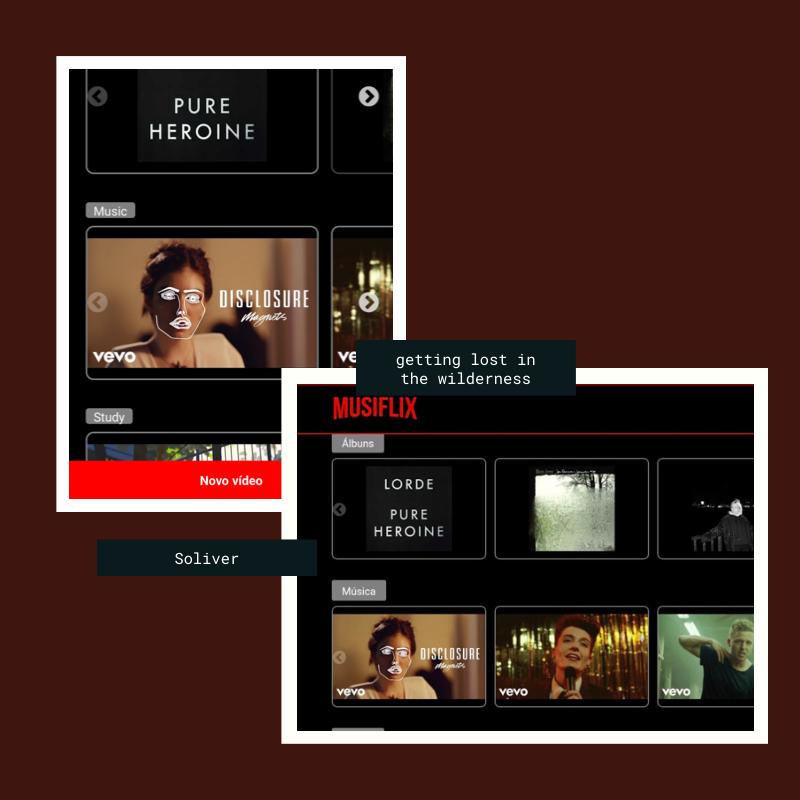 PURE
HEROINE
Music
DISCLOSURE
Magnets
vevo
ve
Study
Novo vídeo
getting lost in
the wilderness
Soliver
MUSIFLIX
Álbuns
LORDE
PURE
HEROINE
Música
DISCLOSURE
Magnets
vevo
vevo
vevo